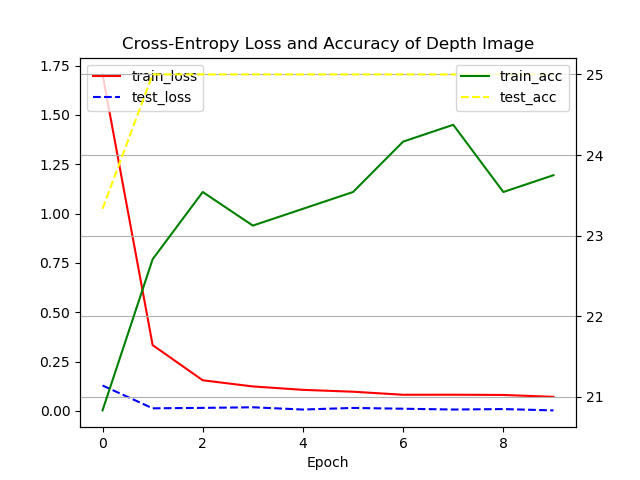 Cross-Entropy Loss and Accuracy of Depth Image
train_loss
test_loss
train_acc
test_acc
1.75
1.50
1.25
1.00
0.75
0.50
0.25
0.00
25
24
23
22
21
0 2 4 6 8
Epoch